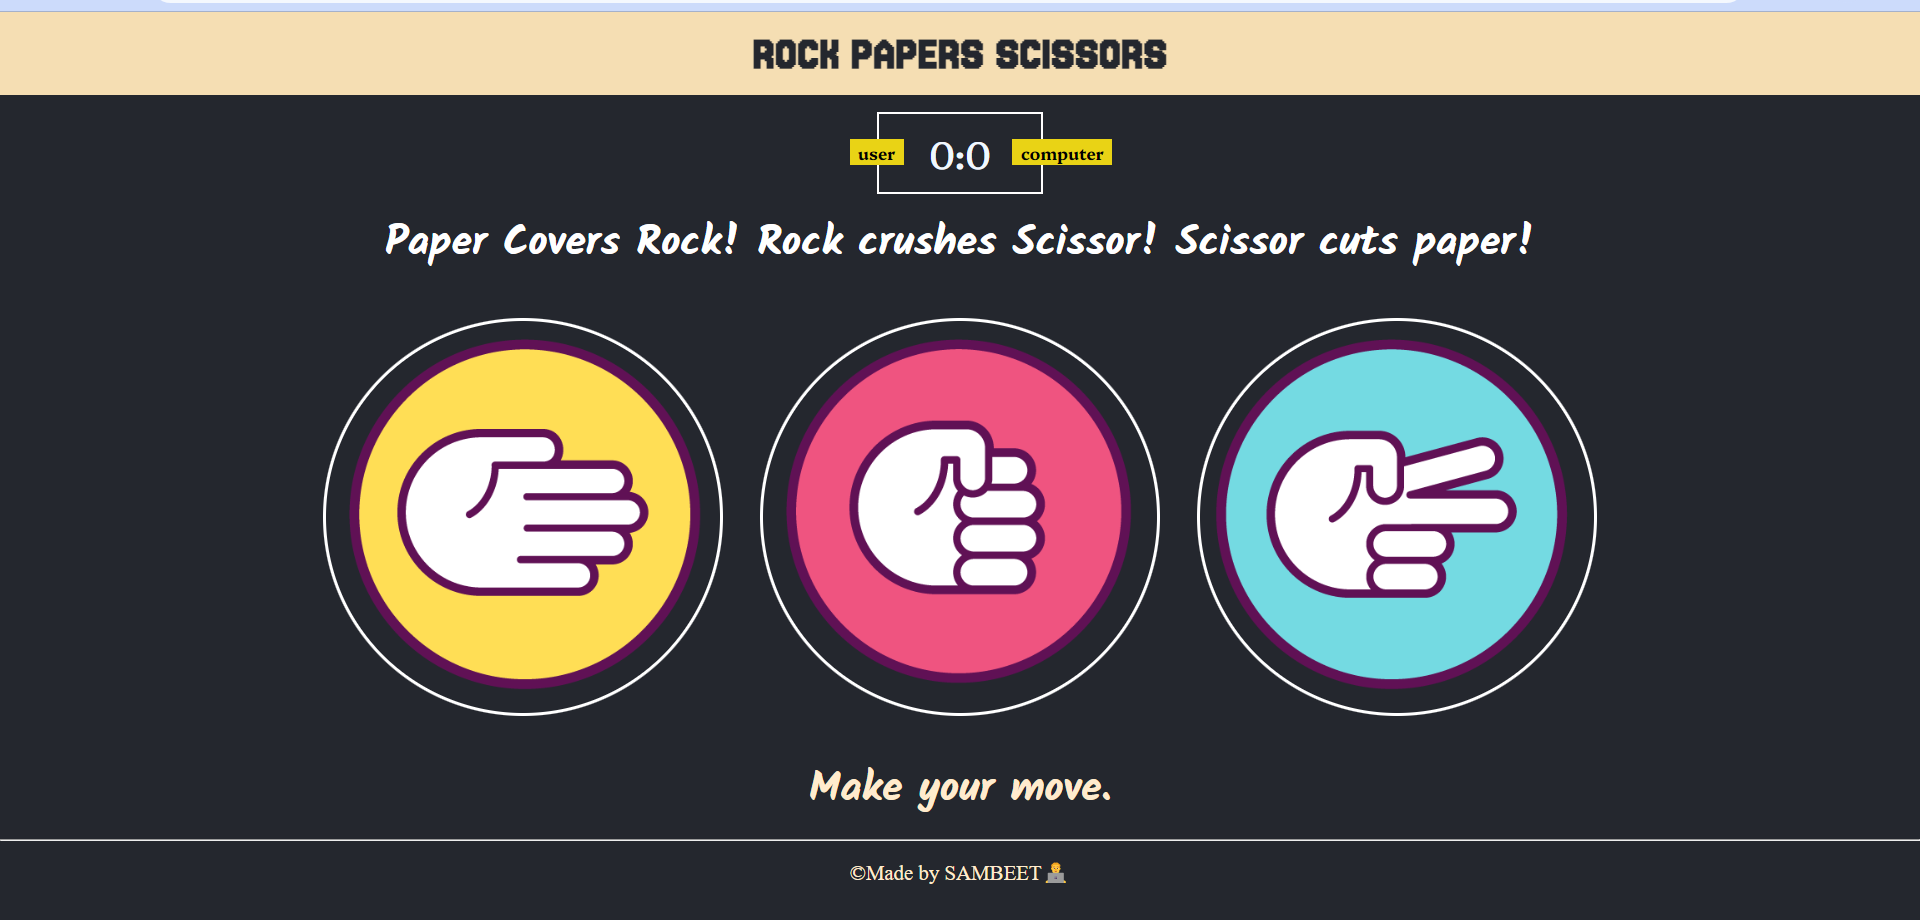 ROCK PAPERS SCISSORS
user 0:0 computer
Paper Covers Rock! Rock crushes Scissor! Scissor cuts paper!
Make your move.
©Made by SAMBEET